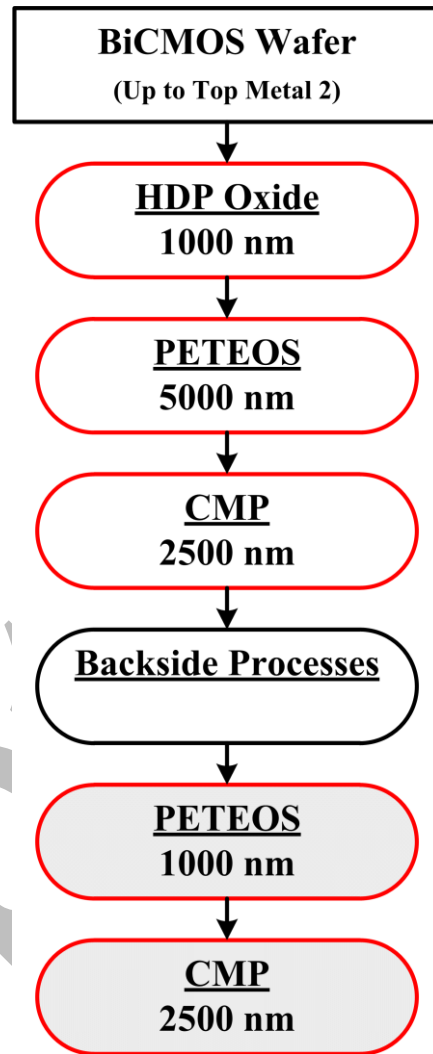 BiCMOS Wafer
(Up to Top Metal 2)
HDP Oxide
1000 nm
PETEOS
5000 nm
CMP
2500 nm
Backside Processes
PETEOS
1000 nm
CMP
2500 nm